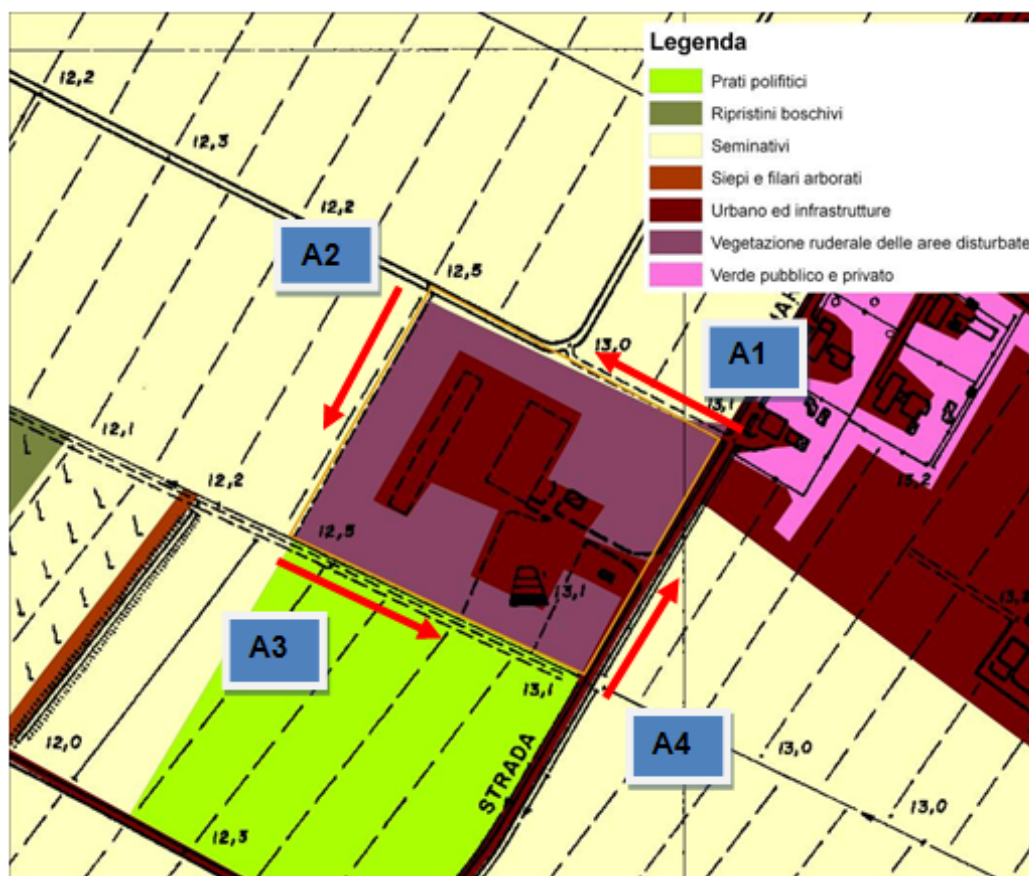 Legenda
Prati polifitici
Ripristini boschivi
Seminativi
Siepi e filari arborati
Urbano ed infrastrutture
Vegetazione ruderale delle aree disturbate
Verde pubblico e privato
12,2
12,3
12,2
A2
12,5
13,0
A1
13,1
12,1
12,2
13,2
12,5
13,1
13,2
A3
13,1
12,0
A4
STRADA
13,0
13,0
12,3